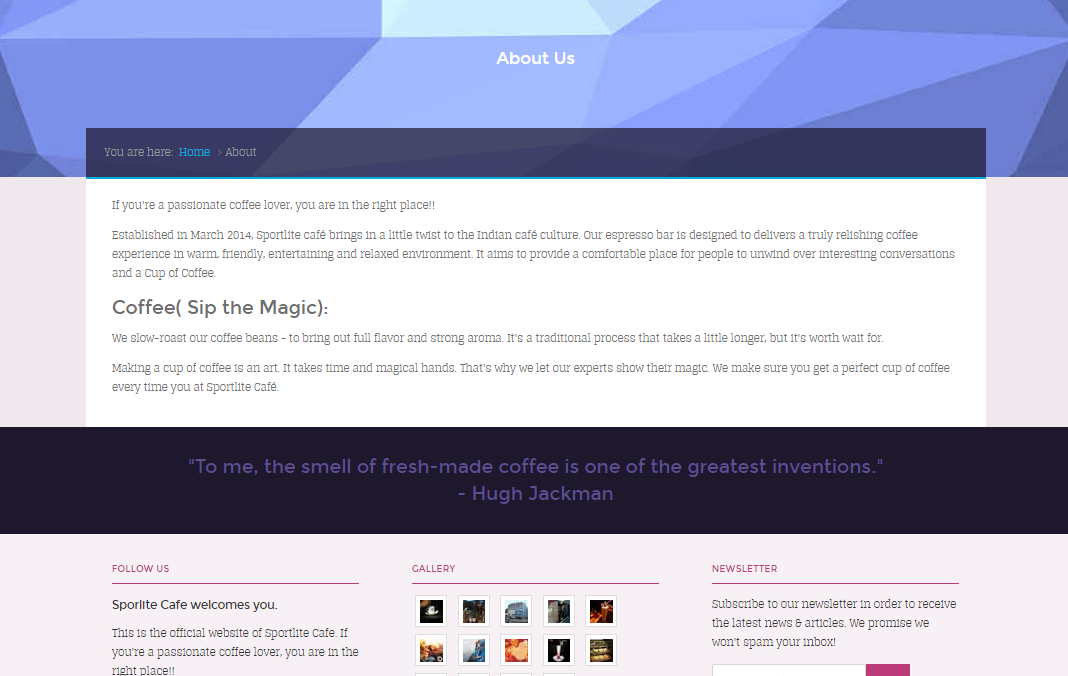 About Us
You are here: Home › About
If you're a passionate coffee lover, you are in the right place!!
Established in March 2014, Sportlite café brings in a little twist to the Indian café culture. Our espresso bar is designed to delivers a truly relishing coffee
experience in warm, friendly, entertaining and relaxed environment. It aims to provide a comfortable place for people to unwind over interesting conversations
and a Cup of Coffee.
Coffee( Sip the Magic):
We slow-roast our coffee beans – to bring out full flavor and strong aroma. It's a traditional process that takes a little longer, but it's worth wait for.
Making a cup of coffee is an art. It takes time and magical hands. That's why we let our experts show their magic. We make sure you get a perfect cup of coffee
every time you at Sportlite Café.
"To me, the smell of fresh-made coffee is one of the greatest inventions."
- Hugh Jackman
FOLLOW US
Sporlite Cafe welcomes you.
This is the official website of Sportlite Cafe. If
you're a passionate coffee lover, you are in the
right place!!
GALLERY
NEWSLETTER
Subscribe to our newsletter in order to receive
the latest news & articles. We promise we
won't spam your inbox!